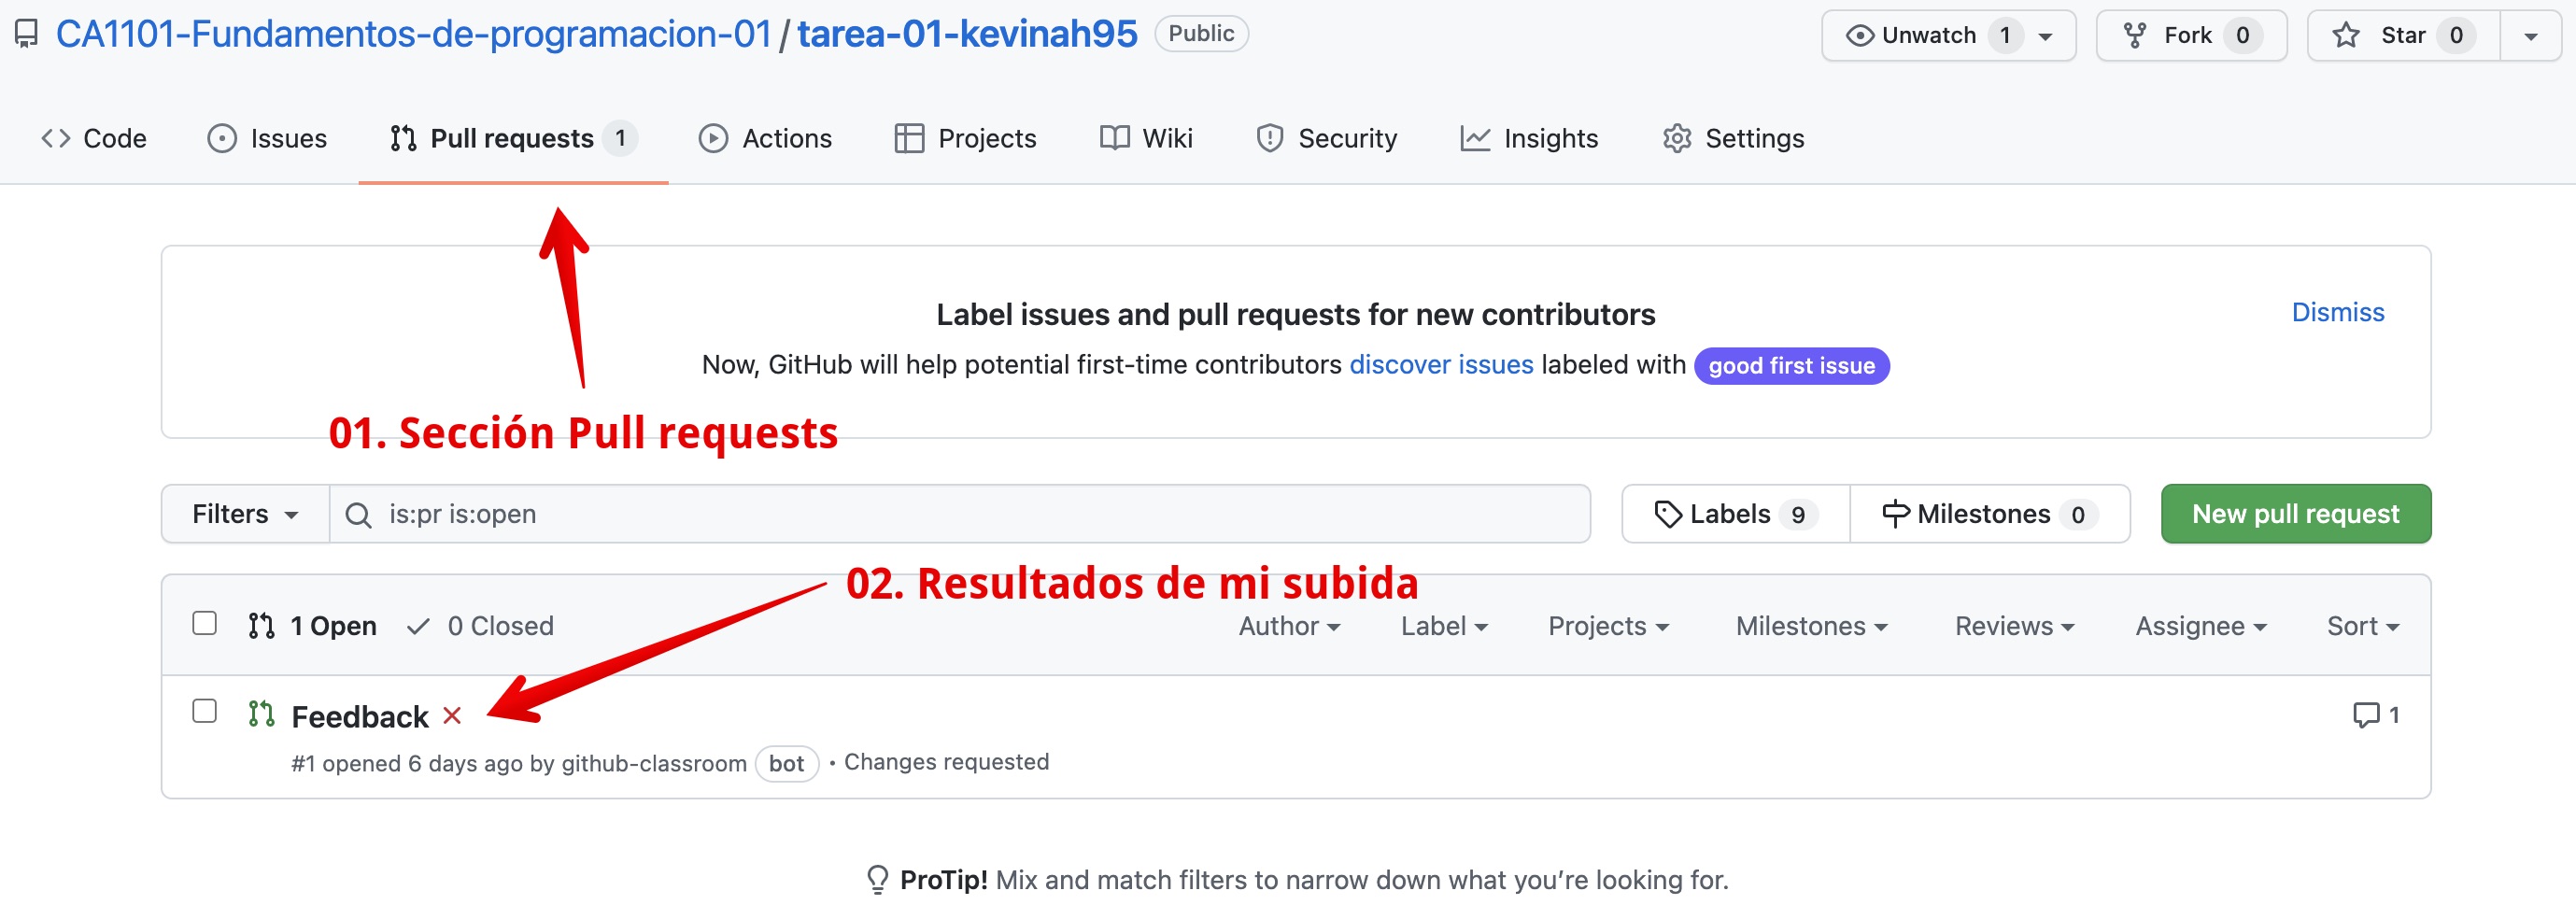 CA1101-Fundamentos-de-programacion-01 / tarea-01-kevinah95 Public Unwatch 1 Fork 0 Star 0
Code Issues Pull requests 1 Actions Projects Wiki Security Insights Settings
Label issues and pull requests for new contributors
Dismiss
Now, GitHub will help potential first-time contributors discover issues labeled with good first issue
01. Sección Pull requests
Filters is:pr is:open Labels 9 Milestones 0 New pull request
02. Resultados de mi subida
1 Open 0 Closed Author Label Projects Milestones Reviews Assignee Sort
Feedback 1
#1 opened 6 days ago by github-classroom bot • Changes requested
ProTip! Mix and match filters to narrow down what you’re looking for.